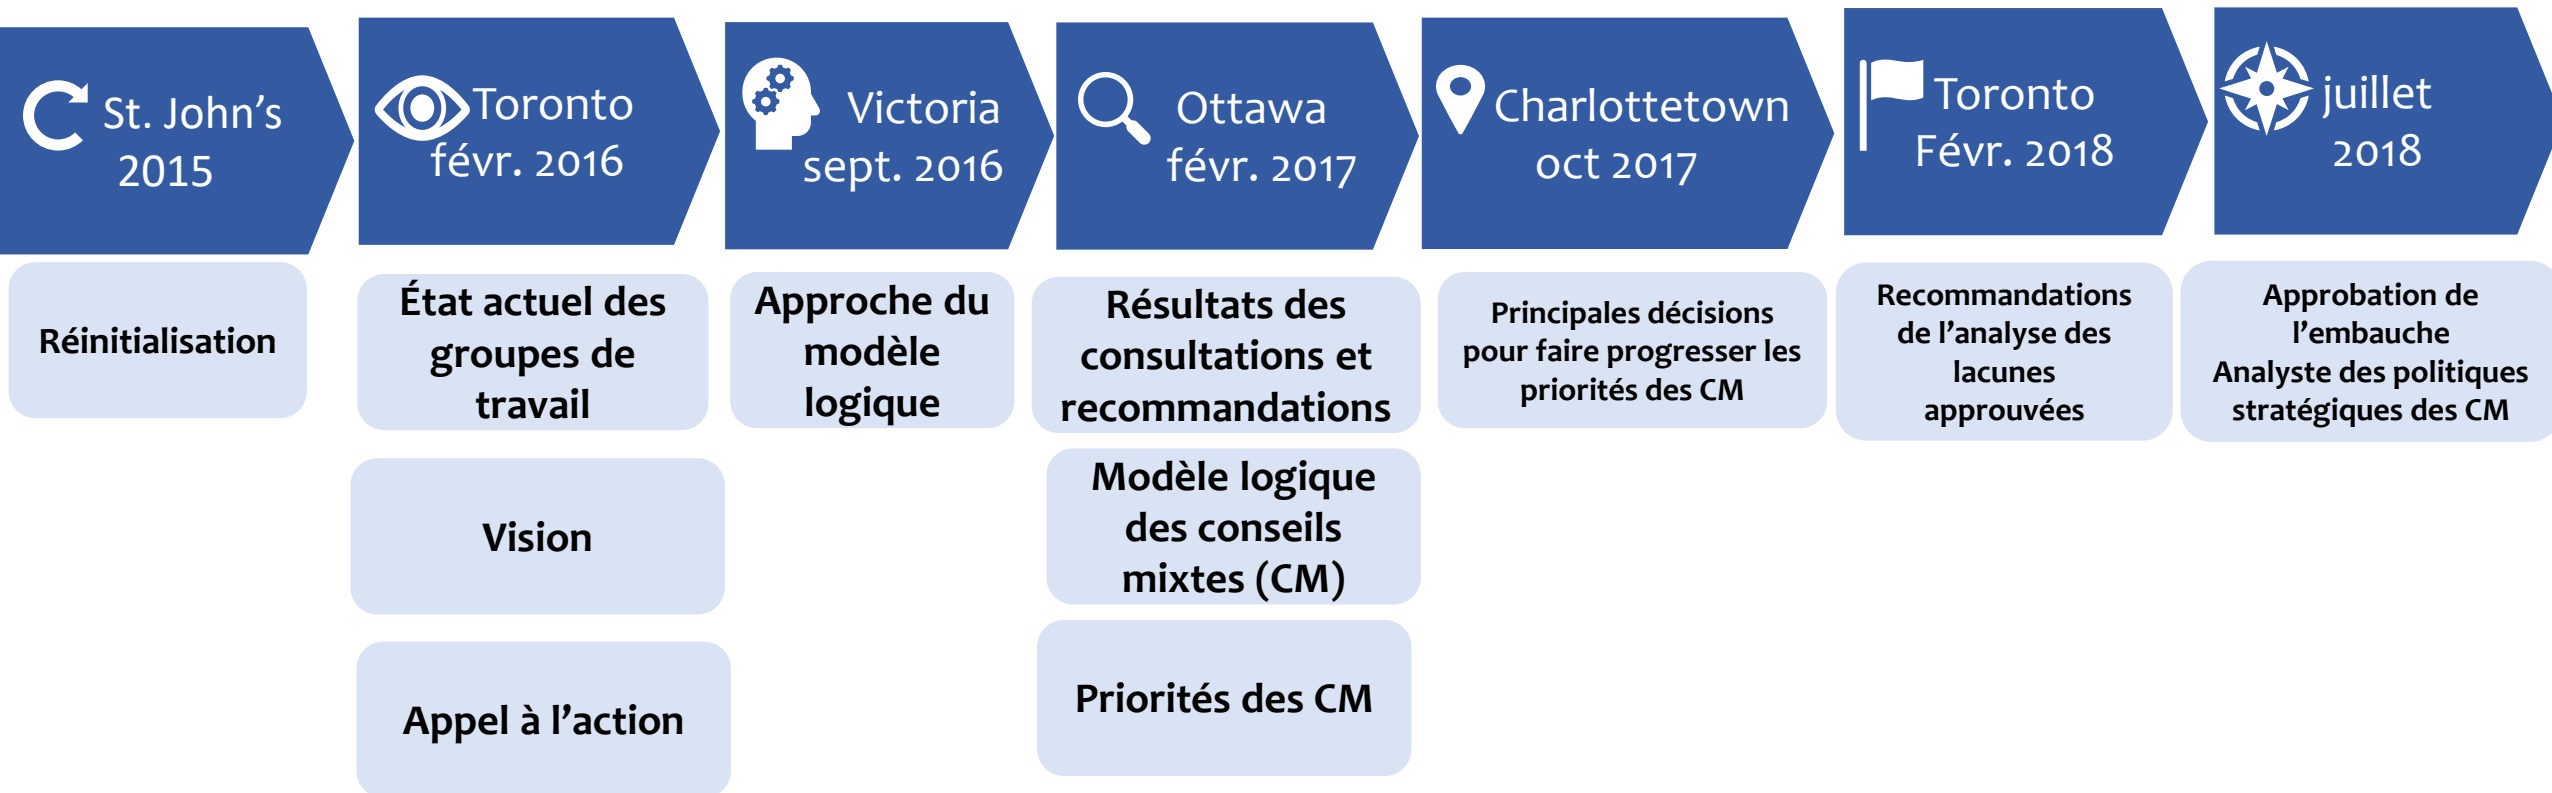 St. John's
2015
Toronto
févr. 2016
Victoria
sept. 2016
Ottawa
févr. 2017
Charlottetown
oct 2017
Toronto
Févr. 2018
juillet
2018
Réinitialisation
État actuel des
groupes de
travail
Vision
Appel à l’action
Approche du
modèle
logique
Résultats des
consultations et
recommandations
Modèle logique
des conseils
mixtes (CM)
Priorités des CM
Principales décisions
pour faire progresser les
priorités des CM
Recommandations
de l’analyse des
lacunes
approuvées
Approbation de
l’embauche
Analyste des politiques
stratégiques des CM